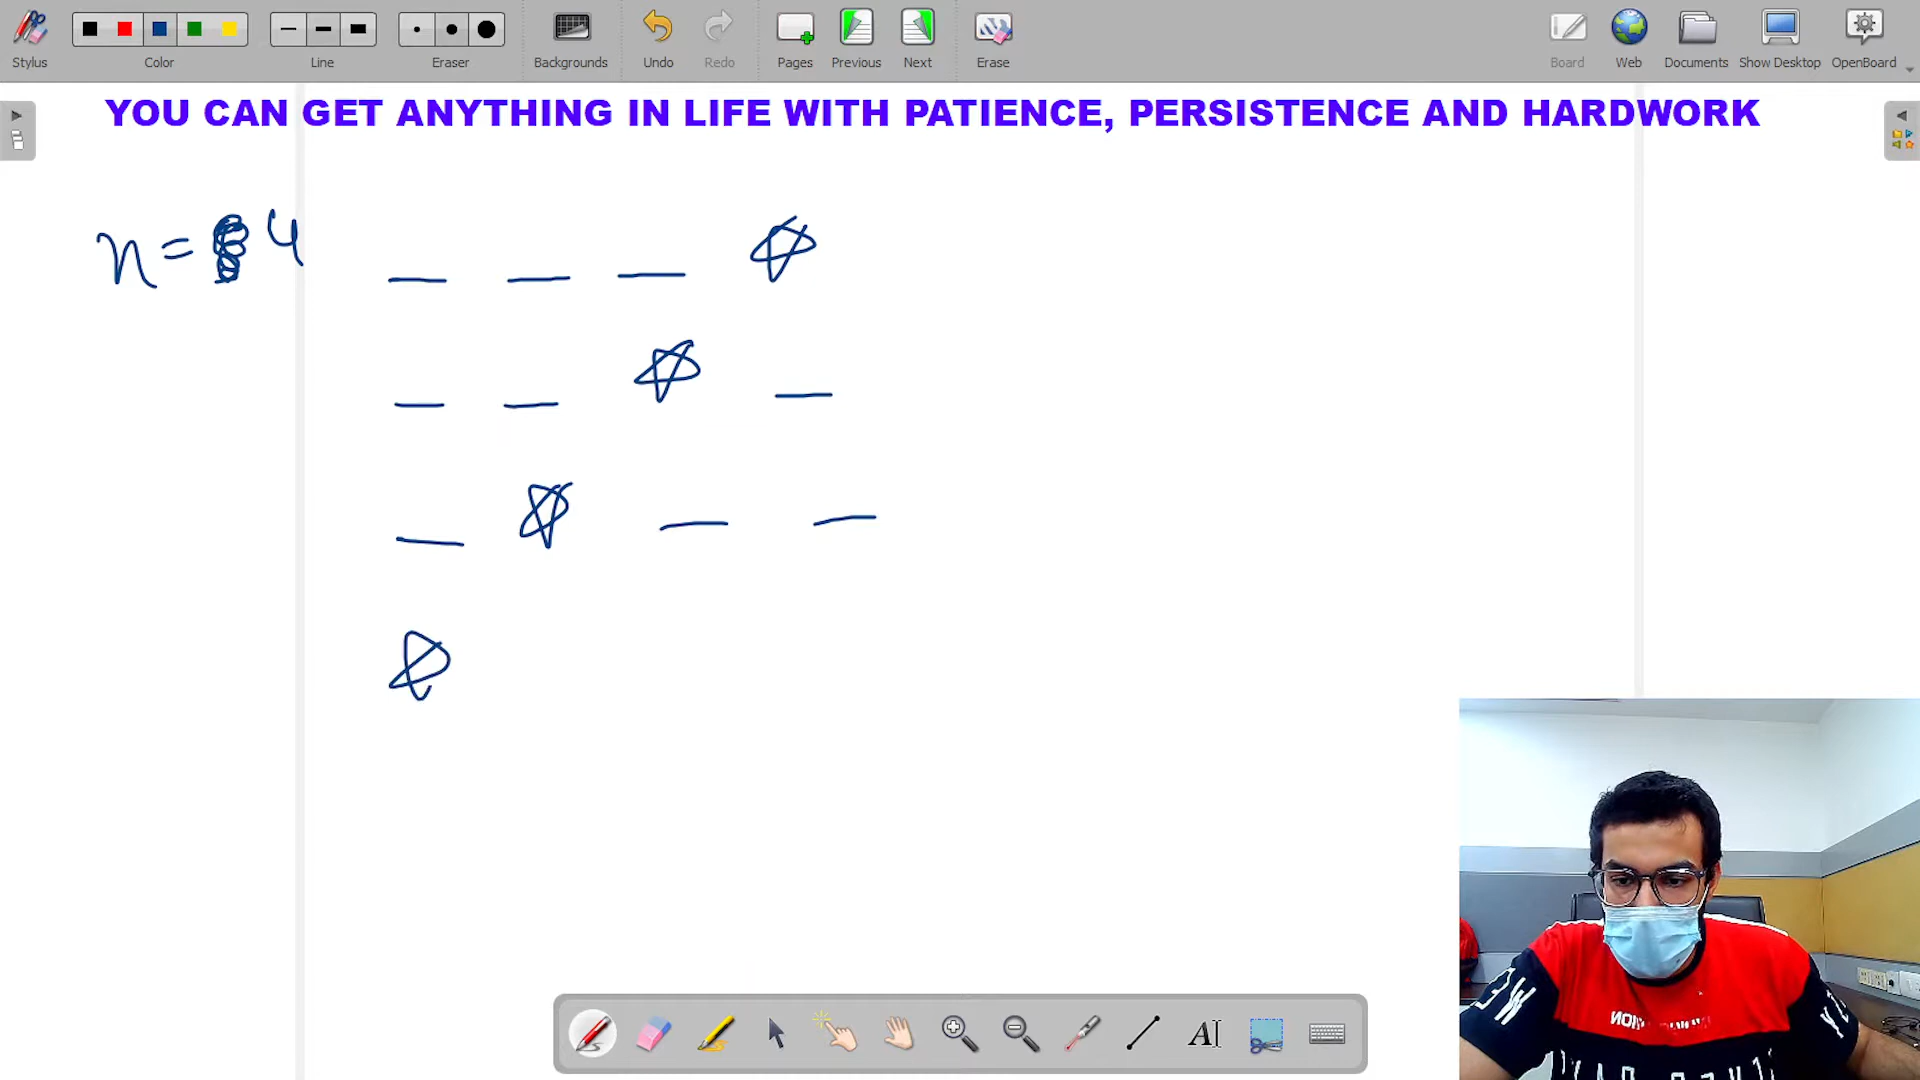 Stylus Color Line Eraser Backgrounds Undo Redo Pages Previous Next Erase Board Web Documents Show Desktop OpenBoard
YOU CAN GET ANYTHING IN LIFE WITH PATIENCE, PERSISTENCE AND HARDWORK
n = 4